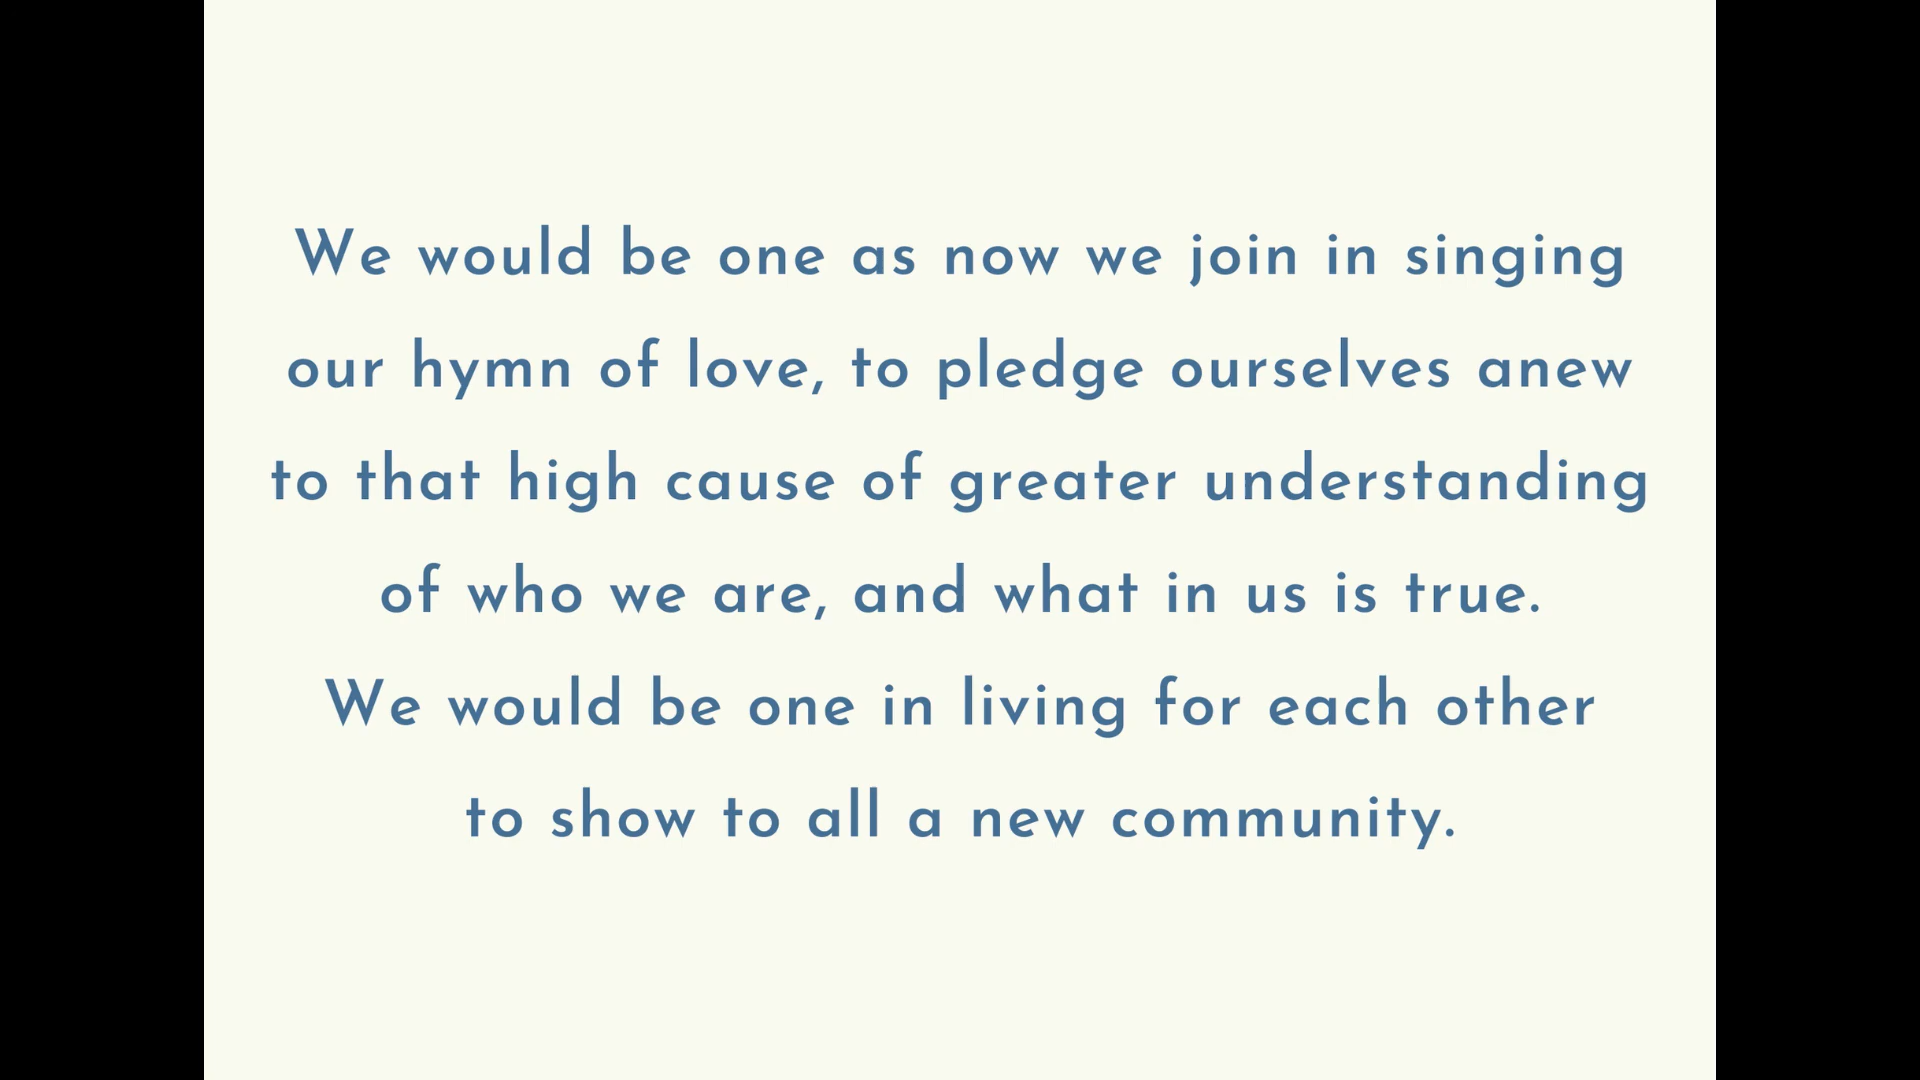 We would be one as now we join in singing
our hymn of love, to pledge ourselves anew
to that high cause of greater understanding
of who we are, and what in us is true.
We would be one in living for each other
to show to all a new community.